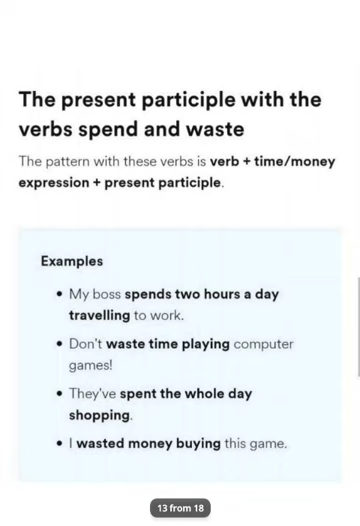 The present participle with the
verbs spend and waste
The pattern with these verbs is verb + time/money
expression + present participle.
Examples
• My boss spends two hours a day
travelling to work.
• Don't waste time playing computer
games!
• They've spent the whole day
shopping.
• I wasted money buying this game.
13 from 18